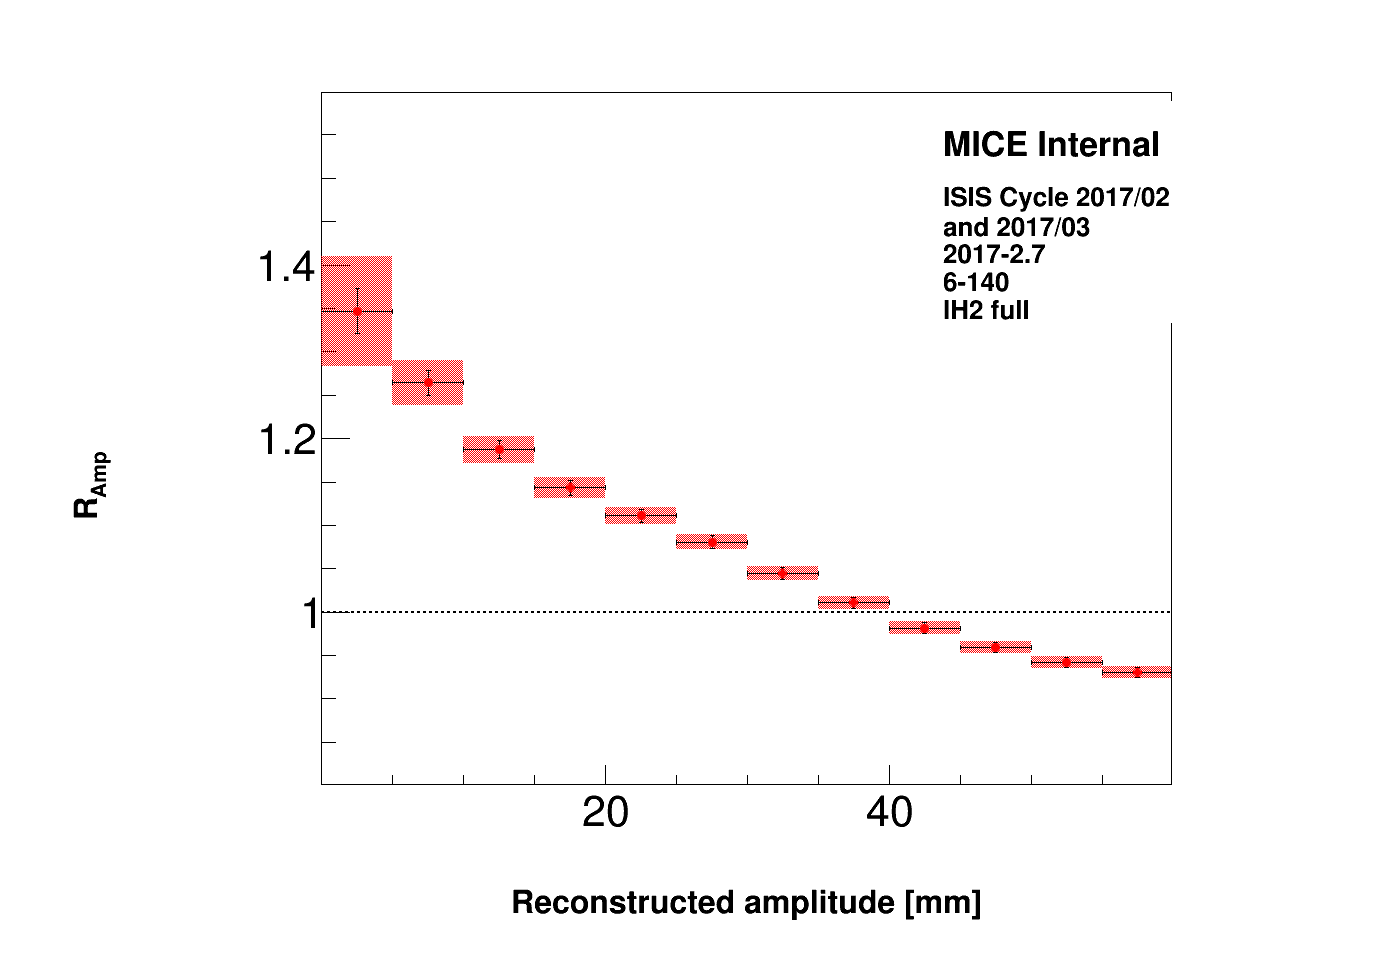 MICE Internal
ISIS Cycle 2017/02
and 2017/03
2017-2.7
6-140
lH2 full
1.4
1.2
1
R_Amp
20 40
Reconstructed amplitude [mm]